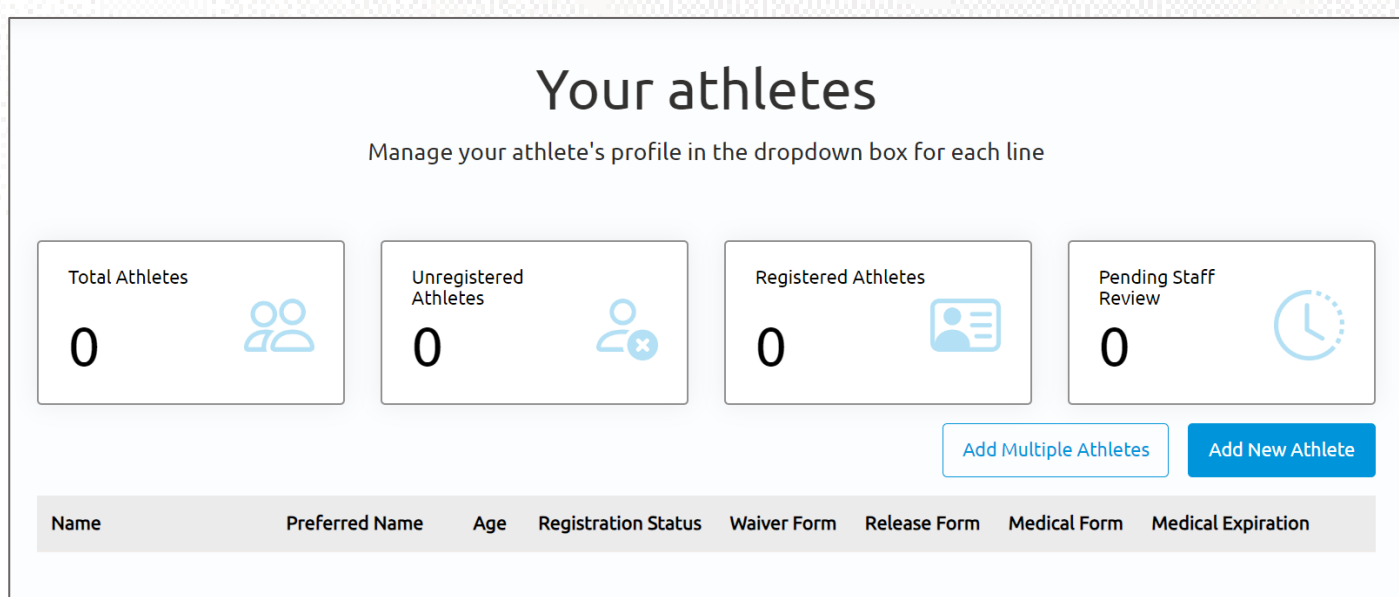 Your athletes
Manage your athlete's profile in the dropdown box for each line
Total Athletes
0
Unregistered
Athletes
0
Registered Athletes
0
Pending Staff
Review
0
Add Multiple Athletes
Add New Athlete
Name Preferred Name Age Registration Status Waiver Form Release Form Medical Form Medical Expiration